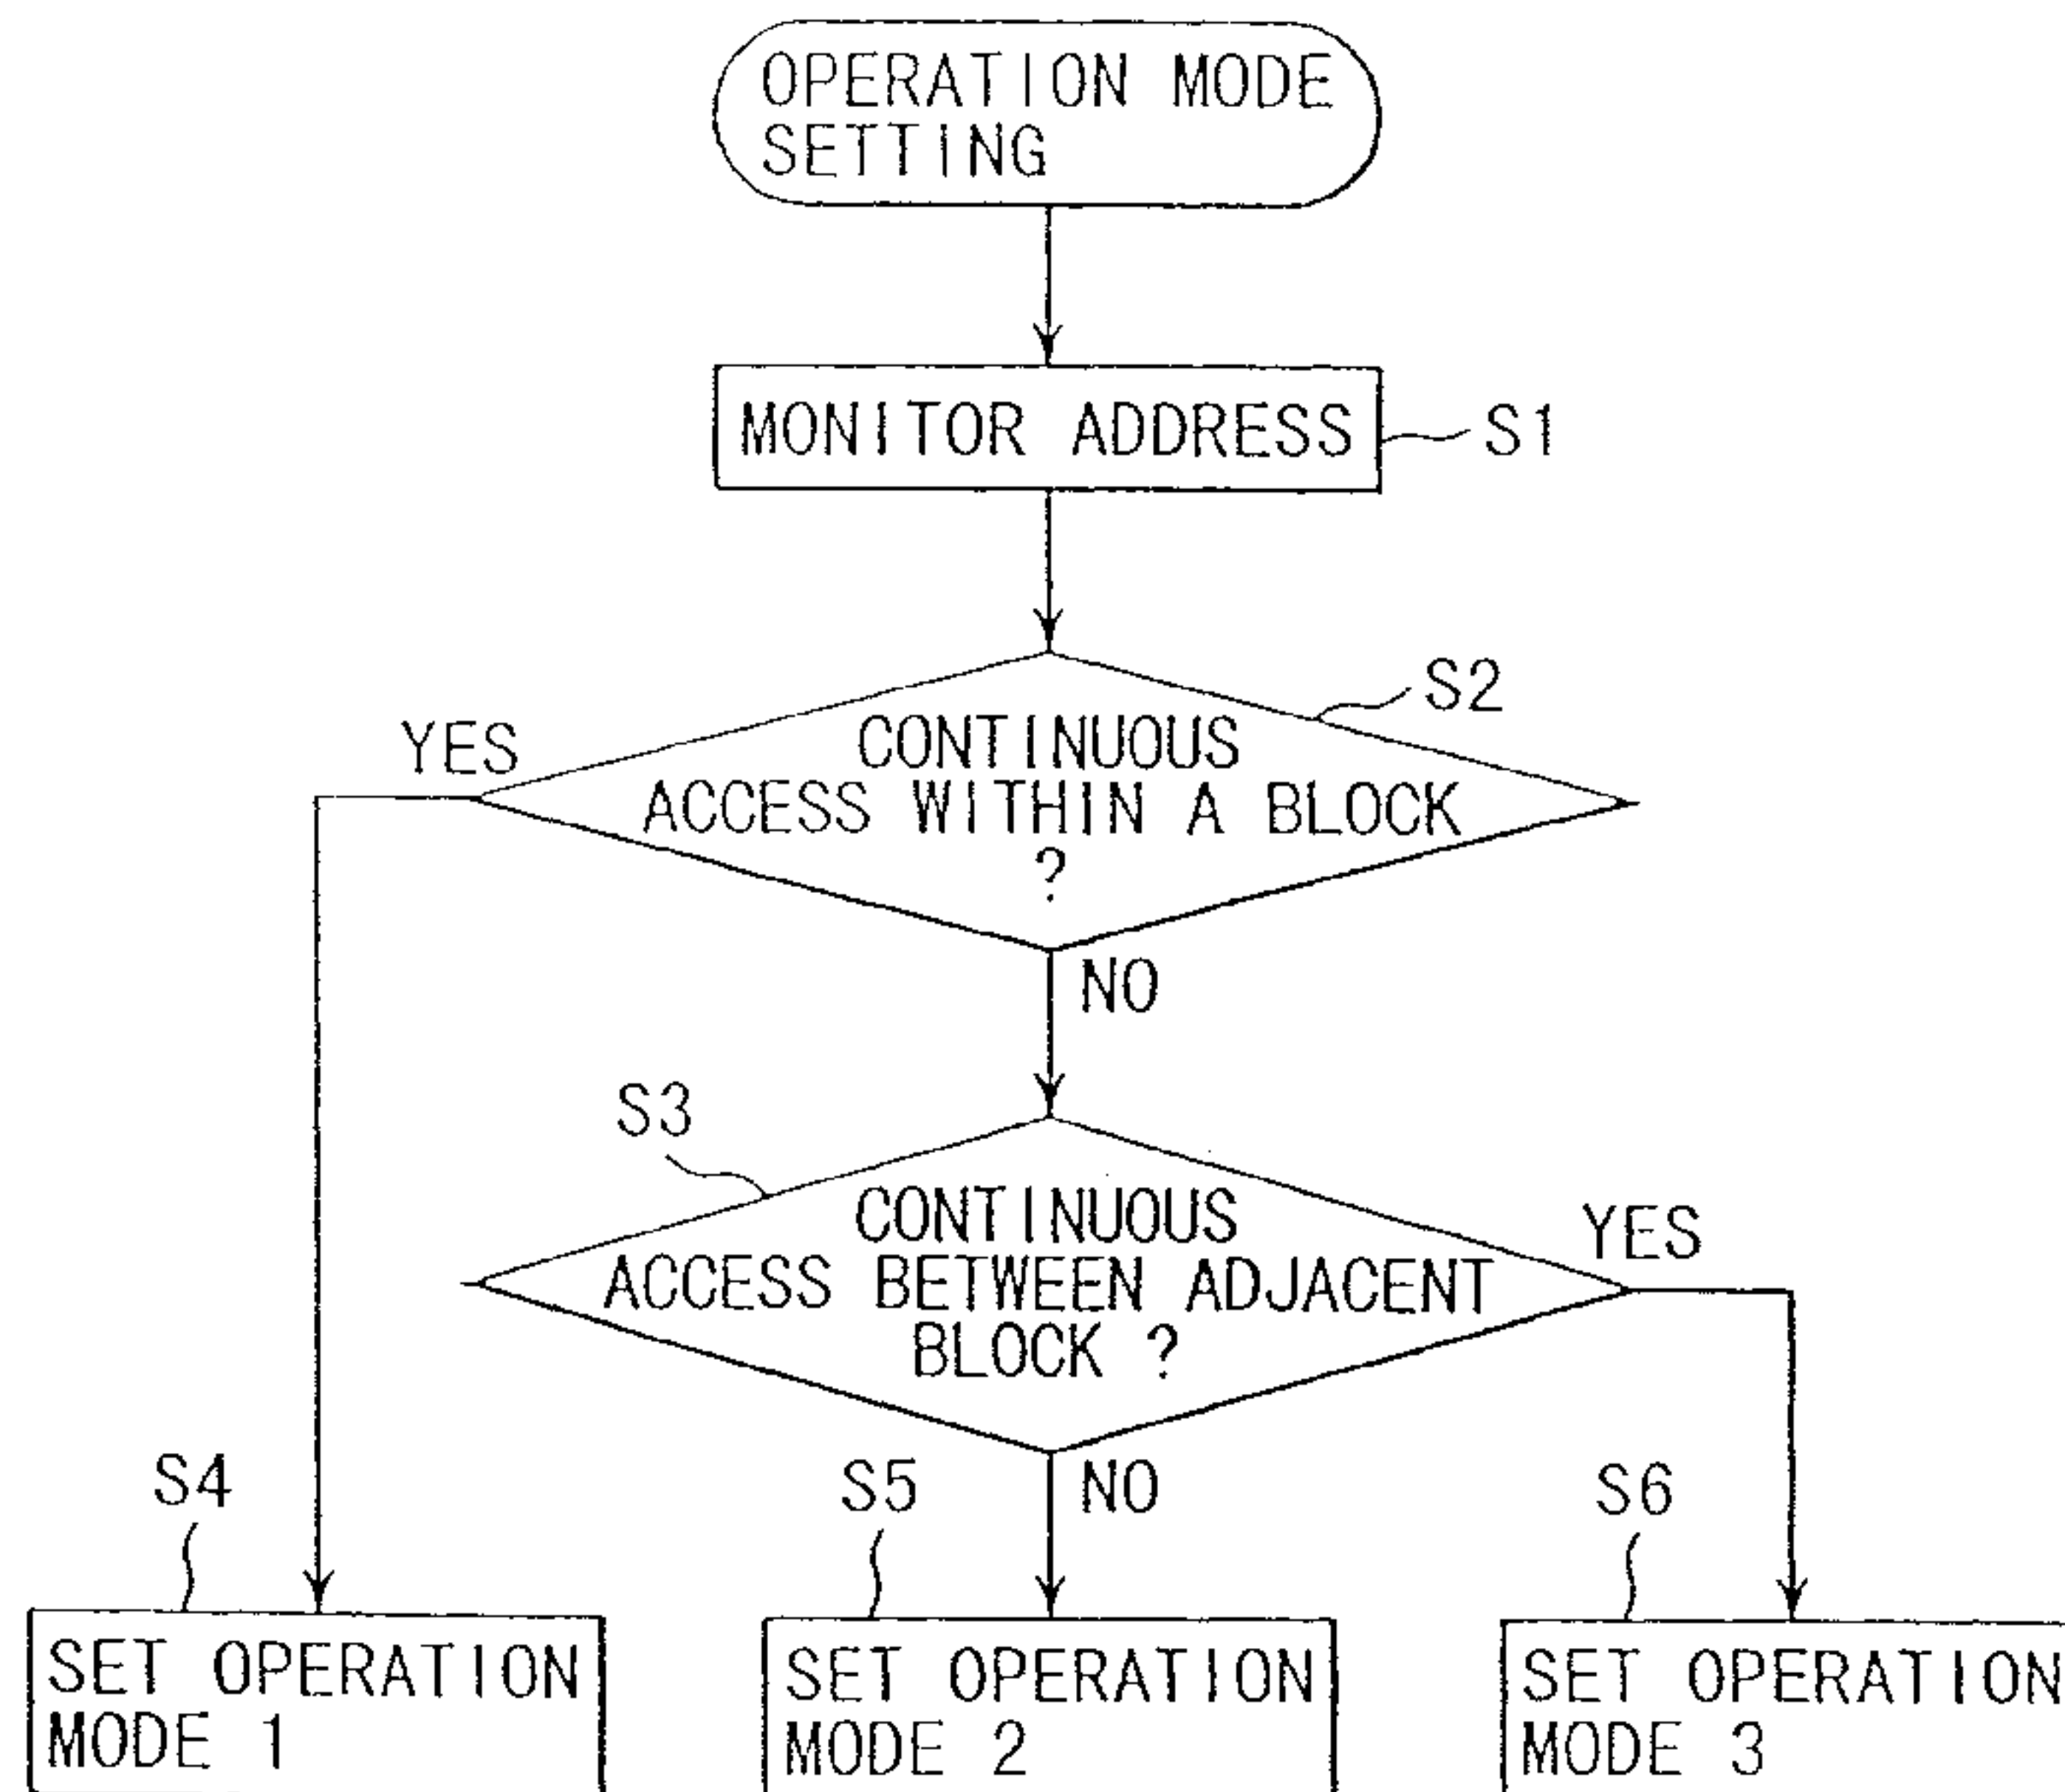 OPERATION MODE
SETTING
MONITOR ADDRESS
S1
S2
YES
CONTINUOUS
ACCESS WITHIN A BLOCK
?
NO
S3
CONTINUOUS
ACCESS BETWEEN ADJACENT
BLOCK ?
YES
NO
S4
S5
S6
SET OPERATION
MODE 1
SET OPERATION
MODE 2
SET OPERATION
MODE 3